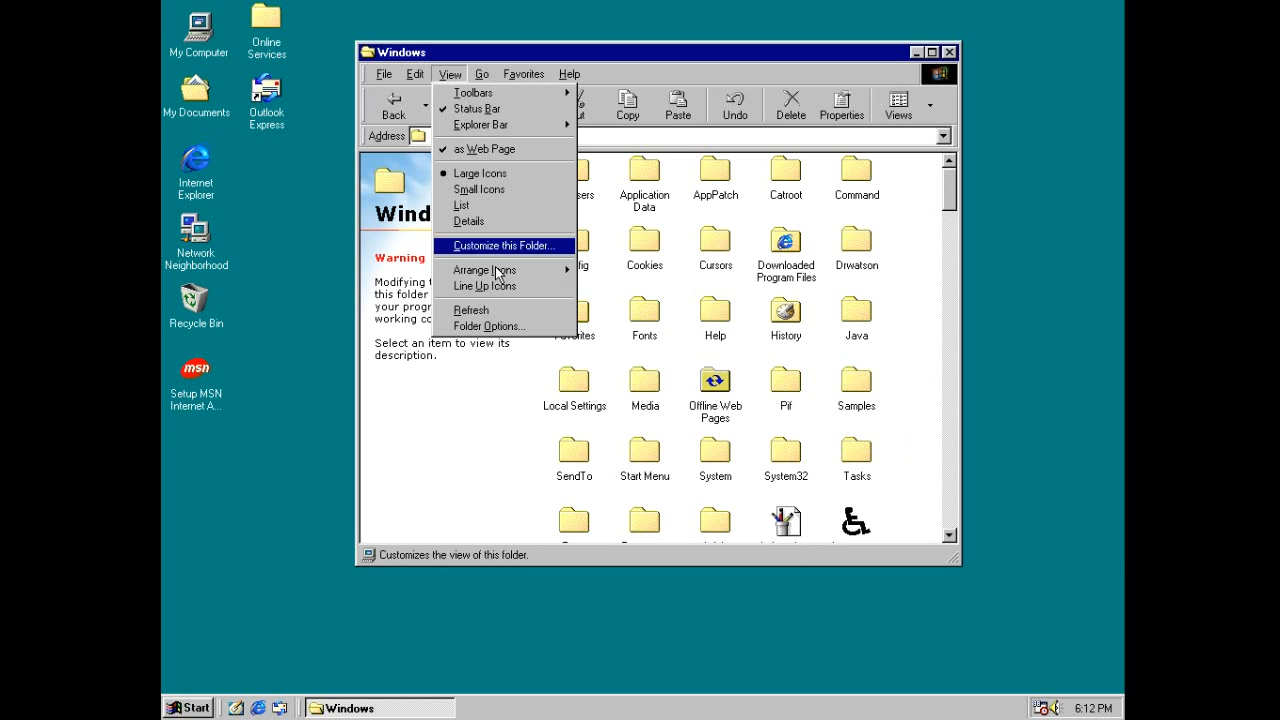 My Computer
Online
Services
My Documents
Outlook
Express
Internet
Explorer
Network
Neighborhood
Recycle Bin
msn
Setup MSN
Internet A...
Windows
File Edit View Go Favorites Help
Back
Copy Paste Undo Delete Properties Views
Address
Toolbars
Status Bar
Explorer Bar
as Web Page
Large Icons
Small Icons
List
Details
Customize this Folder...
Arrange Icons
Line Up Icons
Refresh
Folder Options...
Wind
Warning
Modifying
this folder
your prog
working co
Select an item to view its
description.
sers Application
Data AppPatch Catroot Command
fig Cookies Cursors Downloaded
Program Files Drwatson
Favorites Fonts Help History Java
Local Settings Media Offline Web
Pages Pif Samples
SendTo Start Menu System System32 Tasks
Customizes the view of this folder.
Start Windows 6:12 PM